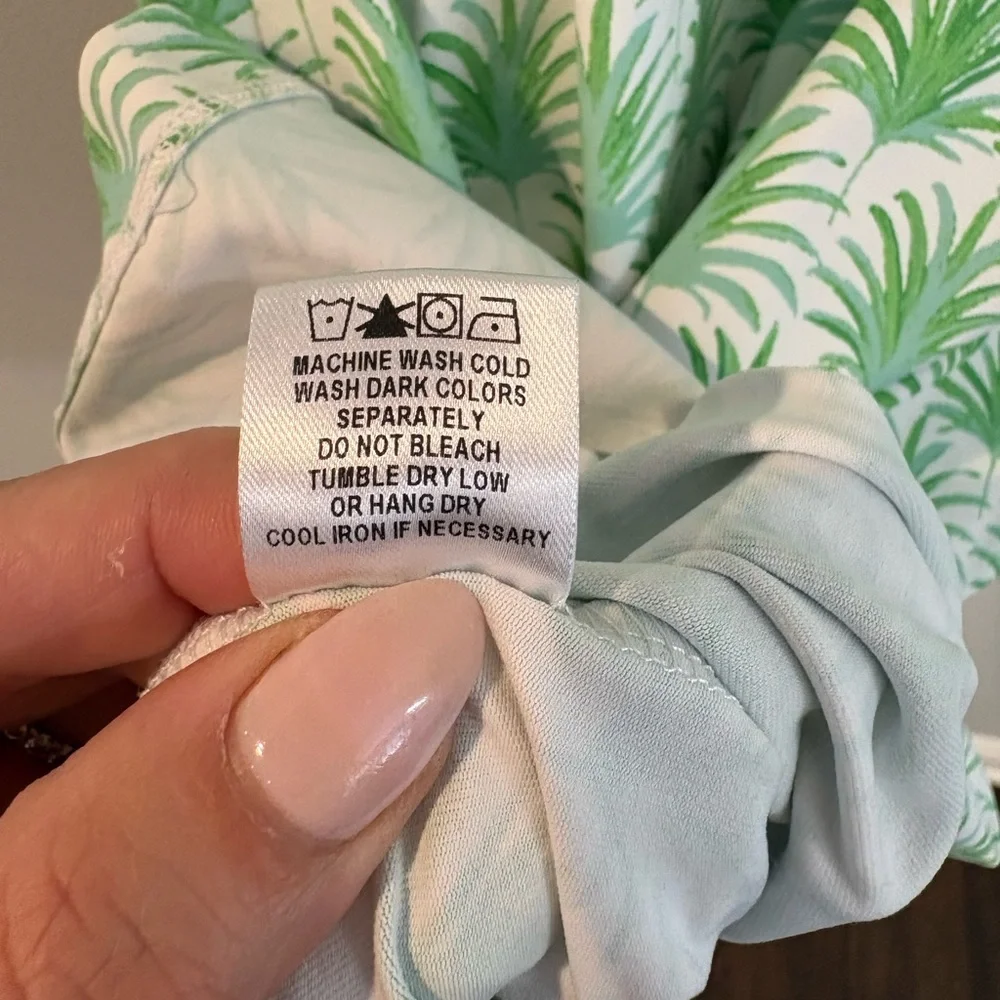 MACHINE WASH COLD
WASH DARK COLORS
SEPARATELY
DO NOT BLEACH
TUMBLE DRY LOW
OR HANG DRY
COOL IRON IF NECESSARY